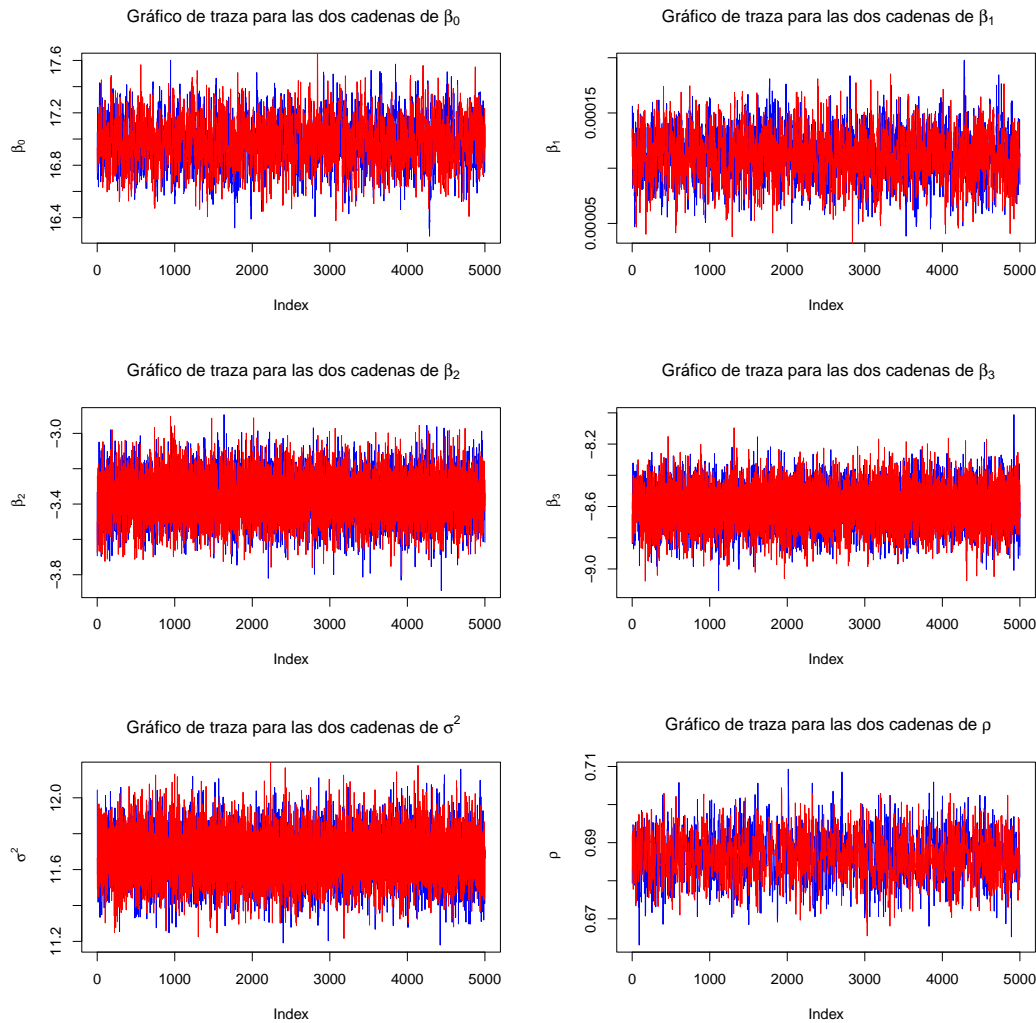 Gráfico de traza para las dos cadenas de β₀
β₀
17.6
17.2
16.8
16.4
0 1000 2000 3000 4000 5000
Index
Gráfico de traza para las dos cadenas de β₁
β₁
0.00015
0.00005
0 1000 2000 3000 4000 5000
Index
Gráfico de traza para las dos cadenas de β₂
β₂
−3.0
−3.4
−3.8
0 1000 2000 3000 4000 5000
Index
Gráfico de traza para las dos cadenas de β₃
β₃
−8.2
−8.6
−9.0
0 1000 2000 3000 4000 5000
Index
Gráfico de traza para las dos cadenas de σ²
σ²
12.0
11.6
11.2
0 1000 2000 3000 4000 5000
Index
Gráfico de traza para las dos cadenas de ρ
ρ
0.71
0.69
0.67
0 1000 2000 3000 4000 5000
Index